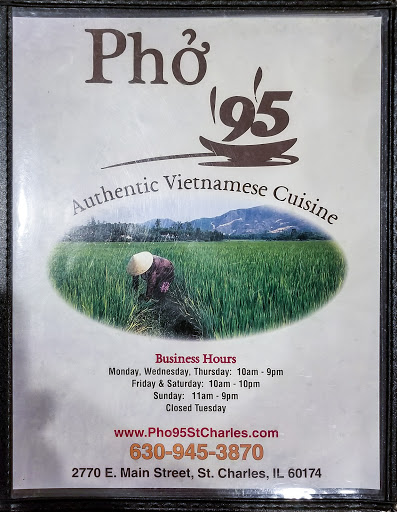 Phở
'95
Authentic Vietnamese Cuisine
Business Hours
Monday, Wednesday, Thursday: 10am - 9pm
Friday & Saturday: 10am - 10pm
Sunday: 11am - 9pm
Closed Tuesday
www.Pho95StCharles.com
630-945-3870
2770 E. Main Street, St. Charles, IL 60174